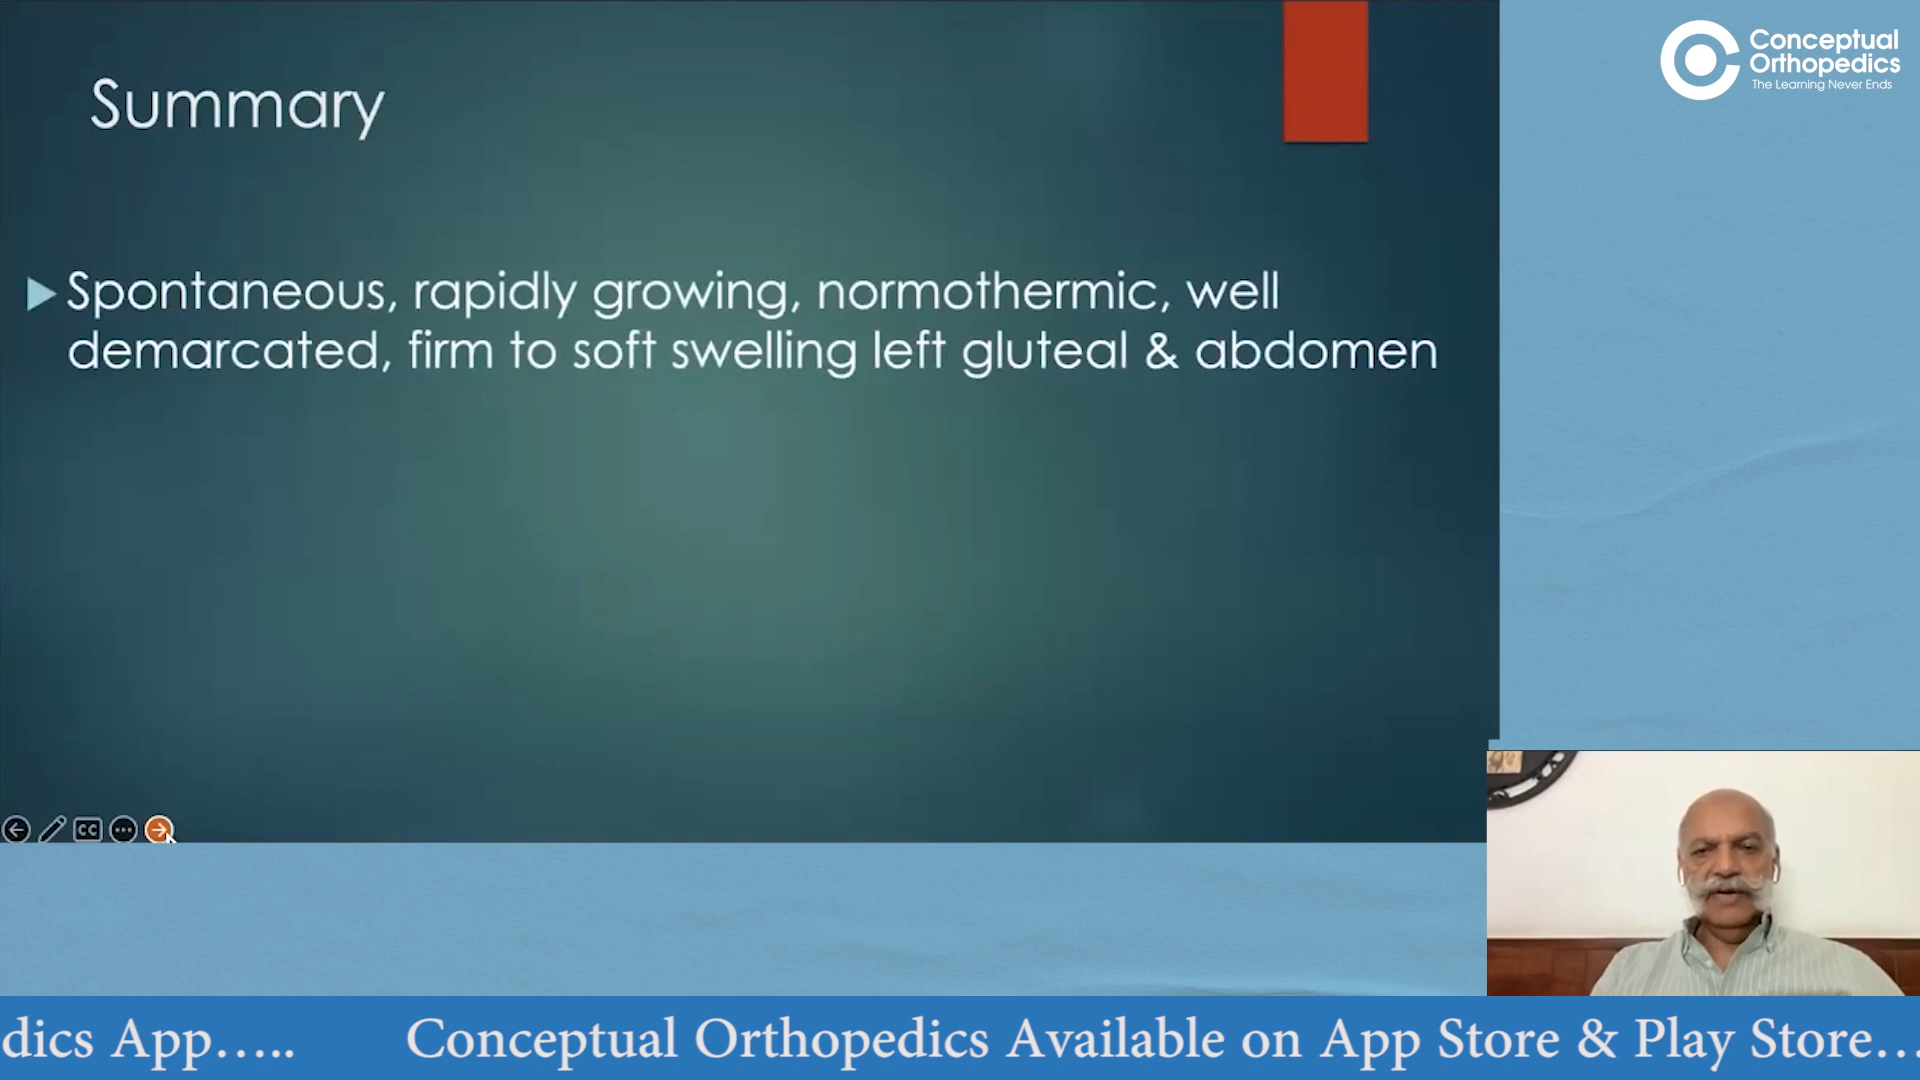 Summary
Conceptual
Orthopedics
The Learning Never Ends
Spontaneous, rapidly growing, normothermic, well
demarcated, firm to soft swelling left gluteal & abdomen
CC
dics App..... Conceptual Orthopedics Available on App Store & Play Store...